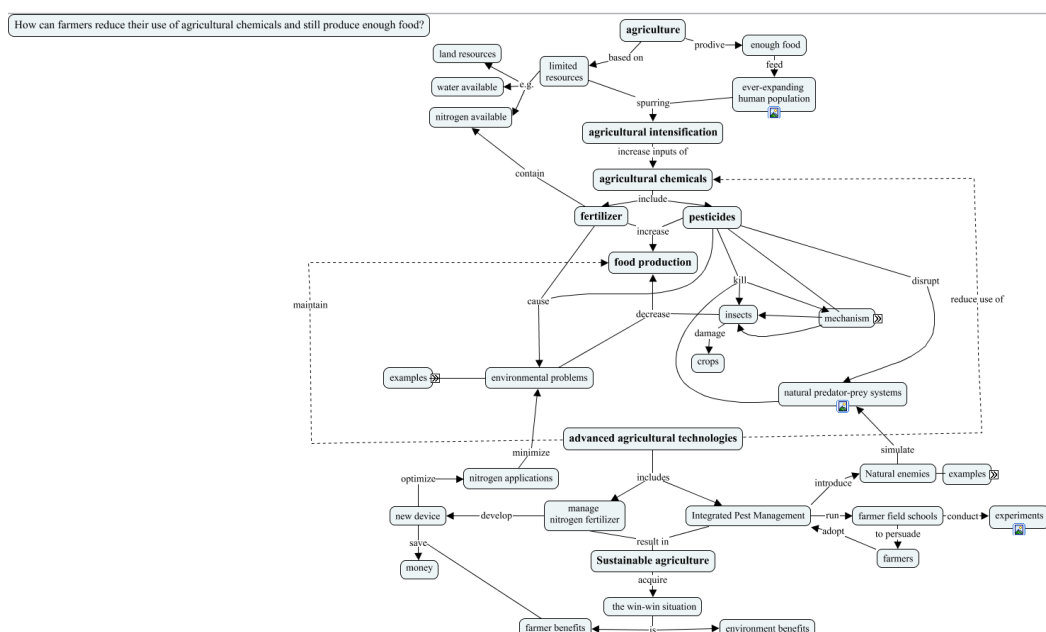 How can farmers reduce their use of agricultural chemicals and still produce enough food?
agriculture
prodive
enough food
based on
feed
land resources
limited
resources
e.g.
water available
ever-expanding
human population
nitrogen available
spurring
agricultural intensification
increase inputs of
contain
agricultural chemicals
include
fertilizer
pesticides
increase
food production
kill
disrupt
maintain
cause
reduce use of
decrease
insects
mechanism
damage
crops
examples
environmental problems
natural predator-prey systems
advanced agricultural technologies
minimize
simulate
optimize
nitrogen applications
includes
Natural enemies
examples
introduce
manage
nitrogen fertilizer
new device
develop
Integrated Pest Management
run
farmer field schools
conduct
experiments
adopt
to persuade
save
result in
farmers
money
Sustainable agriculture
acquire
the win-win situation
farmer benefits
is
environment benefits